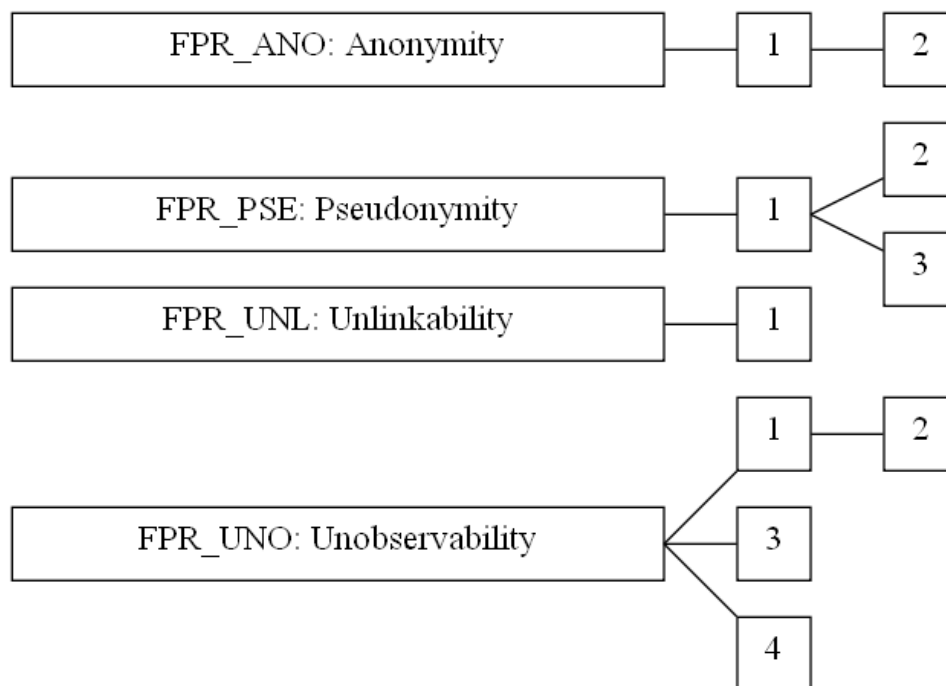 FPR_ANO: Anonymity 1 2
2
FPR_PSE: Pseudonymity 1
3
FPR_UNL: Unlinkability 1
1 2
FPR_UNO: Unobservability 3
4